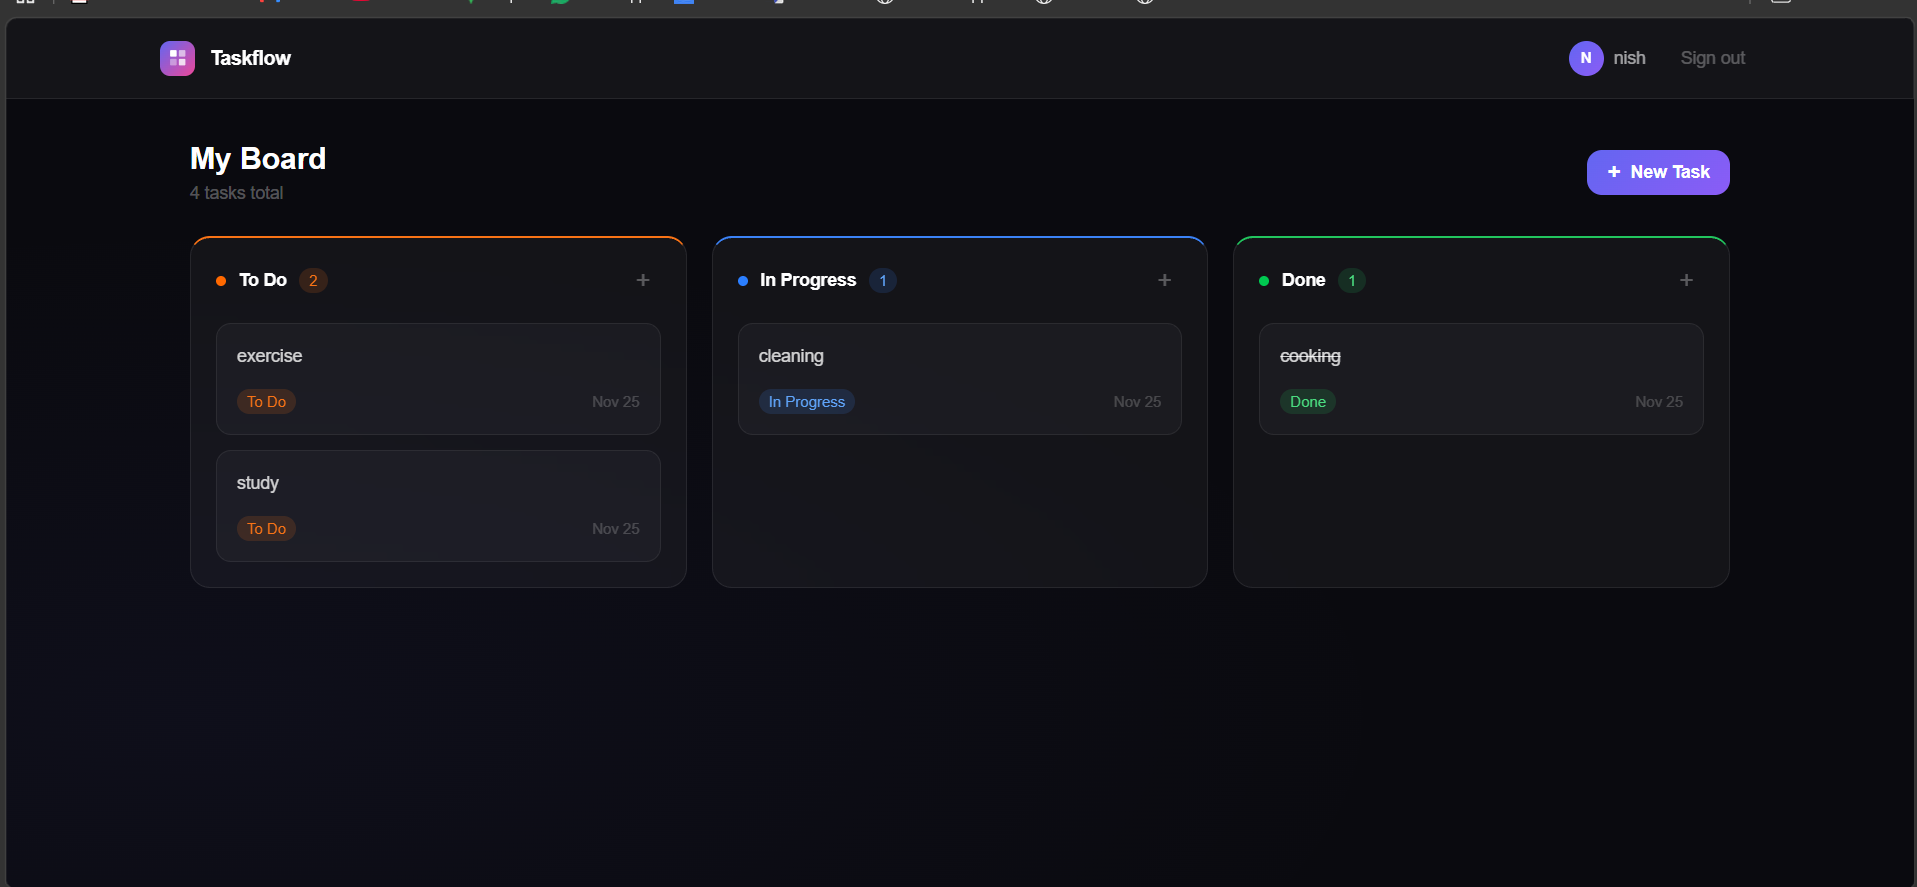 Taskflow
N nish Sign out
My Board
4 tasks total
+ New Task
To Do 2 +
exercise
To Do Nov 25
study
To Do Nov 25
In Progress 1 +
cleaning
In Progress Nov 25
Done 1 +
cooking
Done Nov 25